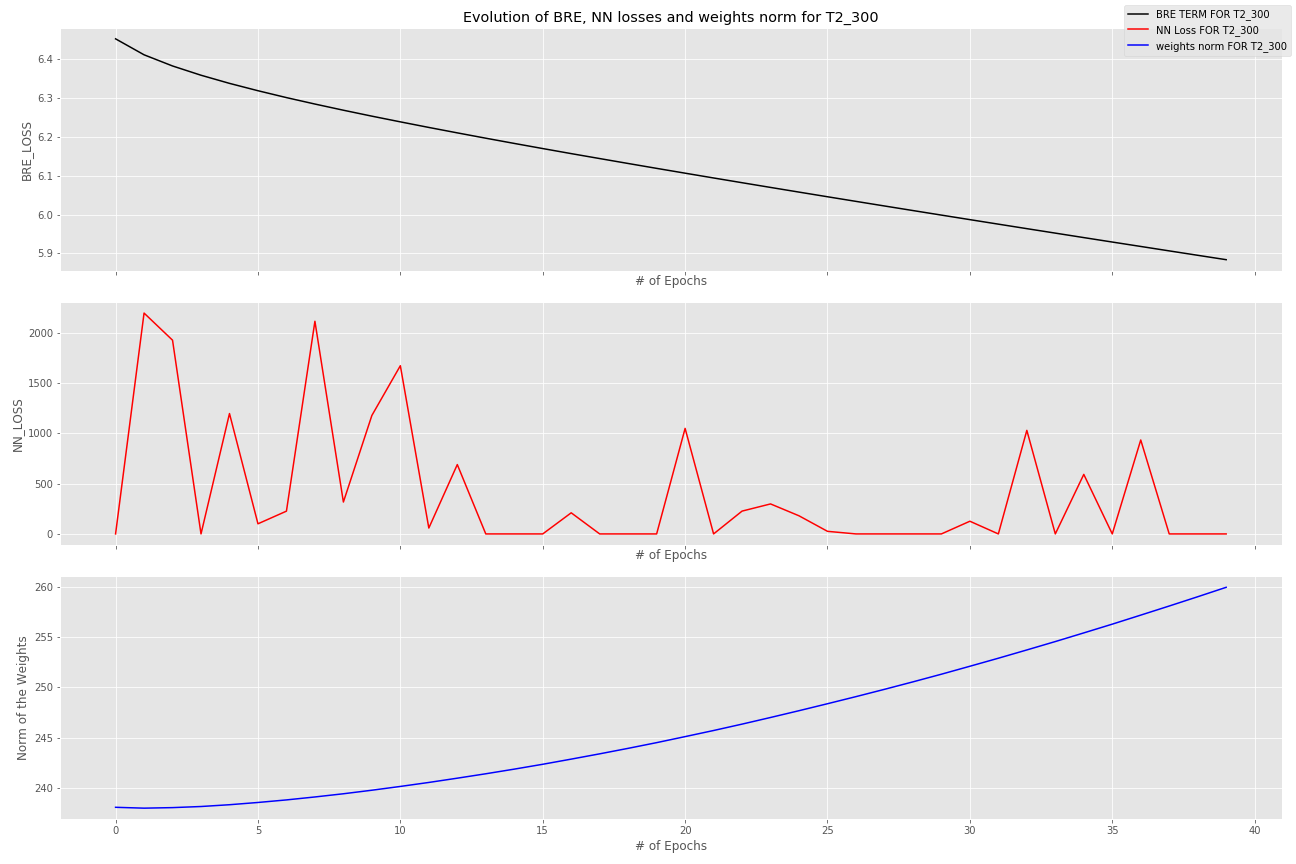 Evolution of BRE, NN losses and weights norm for T2_300
BRE TERM FOR T2_300
NN Loss FOR T2_300
weights norm FOR T2_300
BRE_LOSS
6.4
6.3
6.2
6.1
6.0
5.9
# of Epochs
NN_LOSS
2000
1500
1000
500
0
# of Epochs
Norm of the Weights
260
255
250
245
240
0 5 10 15 20 25 30 35 40
# of Epochs